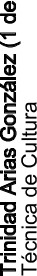 Trinidad Arias González (1 de
Técnica de Cultura